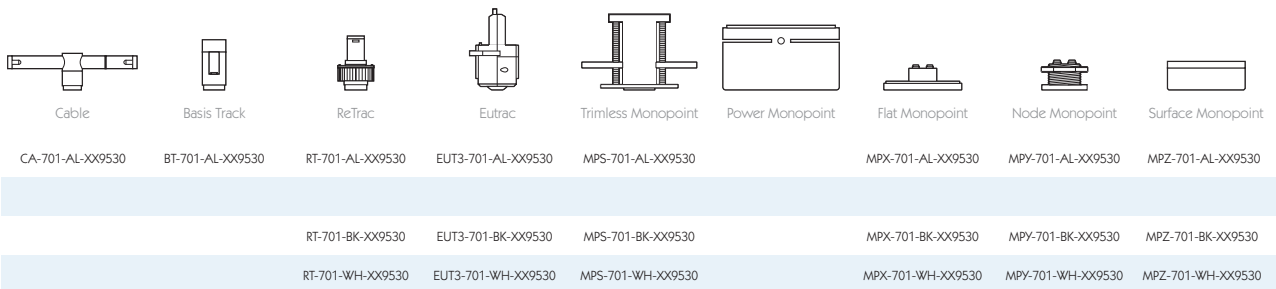 Cable Basis Track ReTrac Eutrac Trimless Monopoint Power Monopoint Flat Monopoint Node Monopoint Surface Monopoint
CA-701-AL-XX9530 BT-701-AL-XX9530 RT-701-AL-XX9530 EUT3-701-AL-XX9530 MPS-701-AL-XX9530 MPX-701-AL-XX9530 MPY-701-AL-XX9530 MPZ-701-AL-XX9530
RT-701-BK-XX9530 EUT3-701-BK-XX9530 MPS-701-BK-XX9530 MPX-701-BK-XX9530 MPY-701-BK-XX9530 MPZ-701-BK-XX9530
RT-701-WH-XX9530 EUT3-701-WH-XX9530 MPS-701-WH-XX9530 MPX-701-WH-XX9530 MPY-701-WH-XX9530 MPZ-701-WH-XX9530